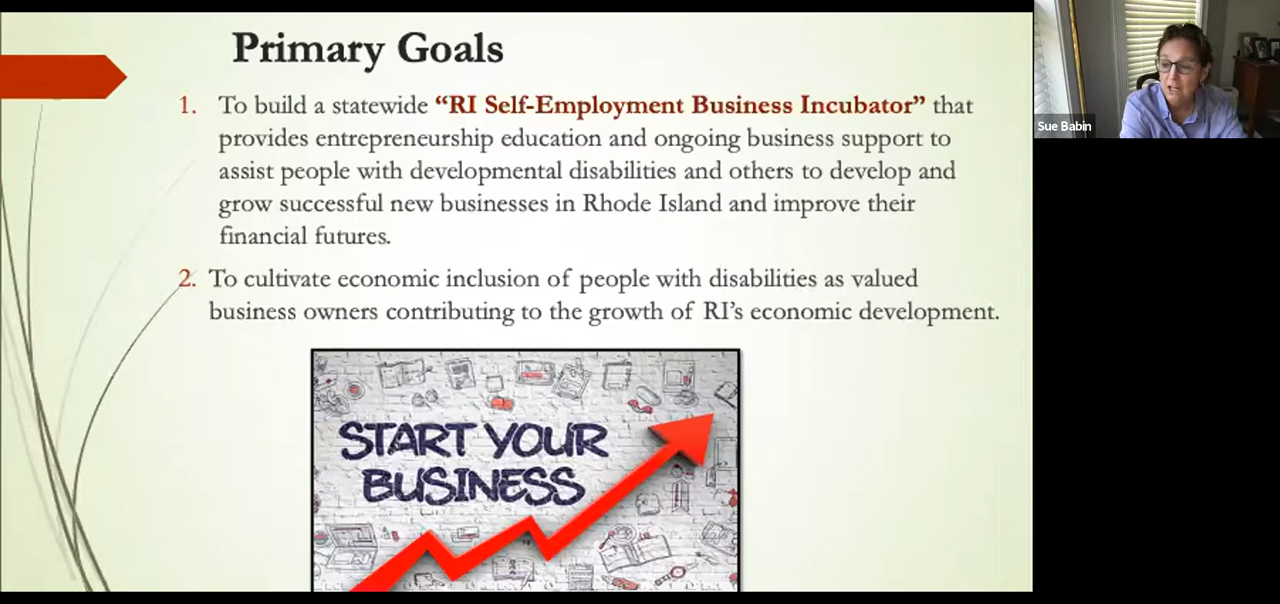 Primary Goals
1. To build a statewide “RI Self-Employment Business Incubator” that
provides entrepreneurship education and ongoing business support to
assist people with developmental disabilities and others to develop and
grow successful new businesses in Rhode Island and improve their
financial futures.
2. To cultivate economic inclusion of people with disabilities as valued
business owners contributing to the growth of RI’s economic development.
START YOUR
BUSINESS
Sue Babin